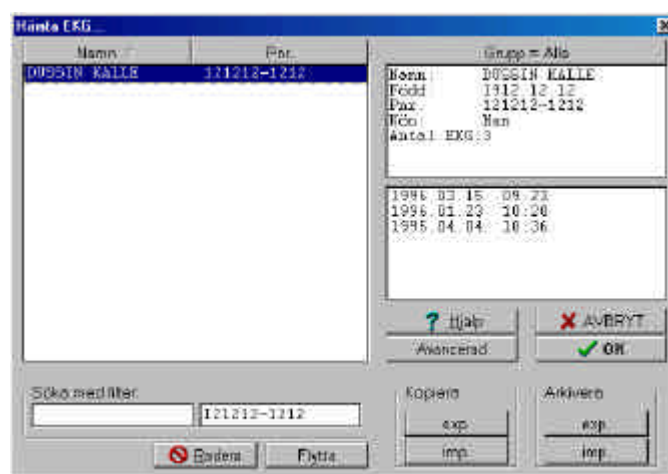 Hämta EKG...
Namn Pnr.
DUSSIN KALLE 121212-1212
Grupp = Alla
Namn: DUSSIN KALLE
Född 1912.12.12
Pnr. 121212-1212
Kön: Man
Antal EKG:3
1996.03.15 09:23
1996.01.23 10:20
1995.04.04 10:36
? Hjälp
AVBRYT
Avancerad
OK
Söka med filter:
121212-1212
Radera
Flytta
Kopiera
exp.
imp.
Arkivera
exp.
imp.